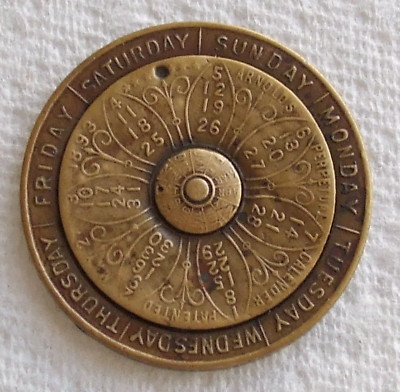 SUNDAY
MONDAY
TUESDAY
WEDNESDAY
THURSDAY
FRIDAY
SATURDAY
ARNOLD'S
PERPETUAL
CALENDER
PATENTED
5
12
19
26
6
13
20
27
7
14
21
28
1
8
15
22
29
2
9
16
23
30
3
10
17
24
31
4
11
18
25